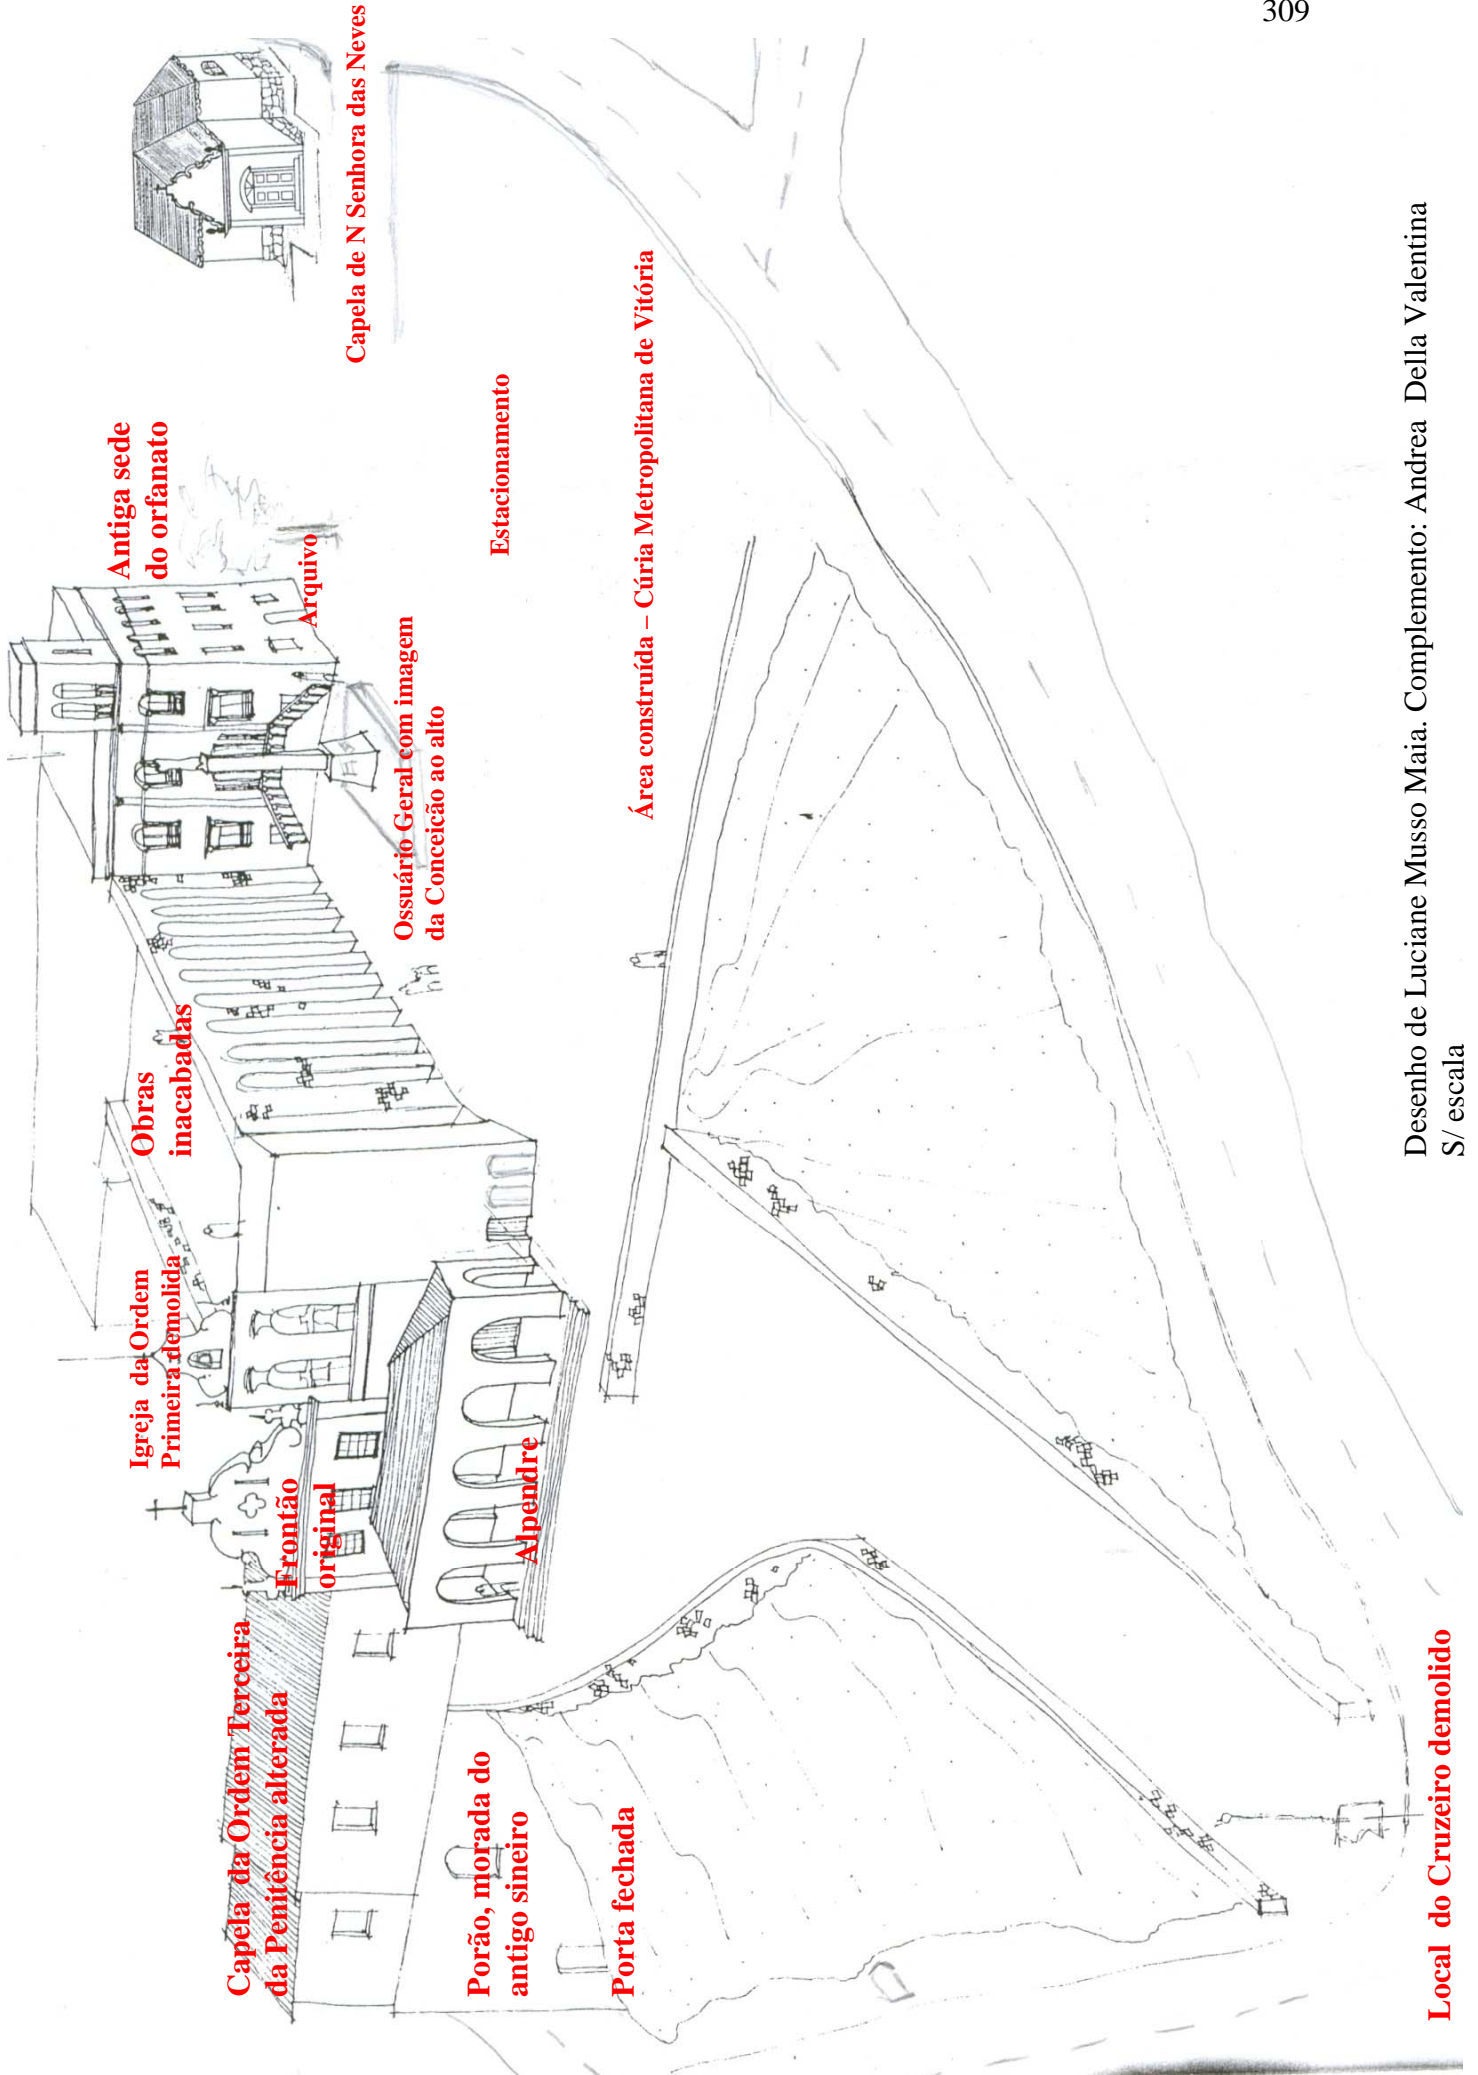 309
Capela da Ordem Terceira
da Penitência alterada
Porão, morada do
antigo sineiro
Porta fechada
Local do Cruzeiro demolido
Frontão
original
Alpendre
Igreja da Ordem
Primeira demolida
Obras
inacabadas
Ossuário Geral com imagem
da Conceição ao alto
Antiga sede
do orfanato
Arquivo
Estacionamento
Área construída – Cúria Metropolitana de Vitória
Capela de N Senhora das Neves
Desenho de Luciane Musso Maia. Complemento: Andrea Della Valentina
S/ escala